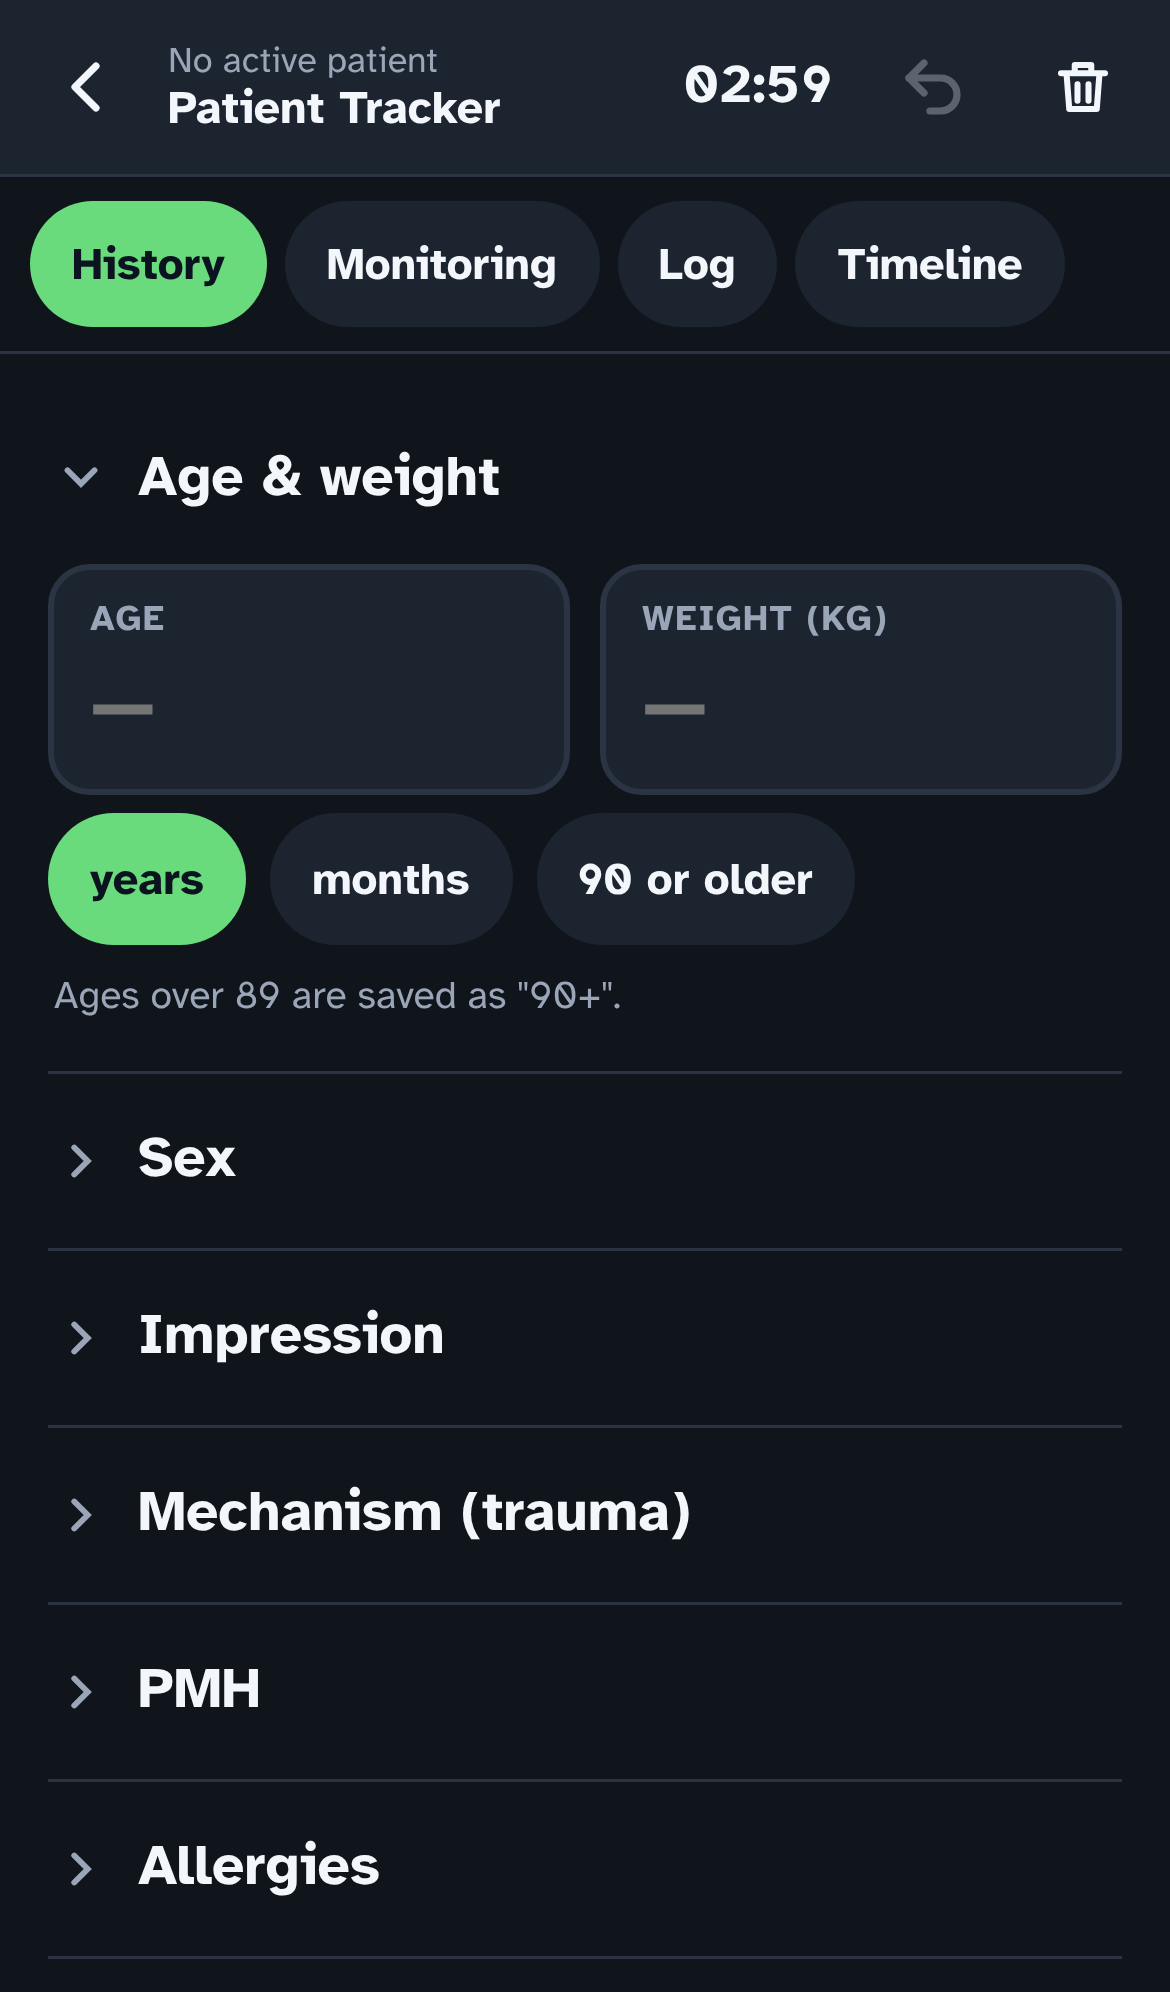 No active patient
Patient Tracker
02:59
History
Monitoring
Log
Timeline
Age & weight
AGE
—
WEIGHT (KG)
—
years
months
90 or older
Ages over 89 are saved as "90+".
Sex
Impression
Mechanism (trauma)
PMH
Allergies